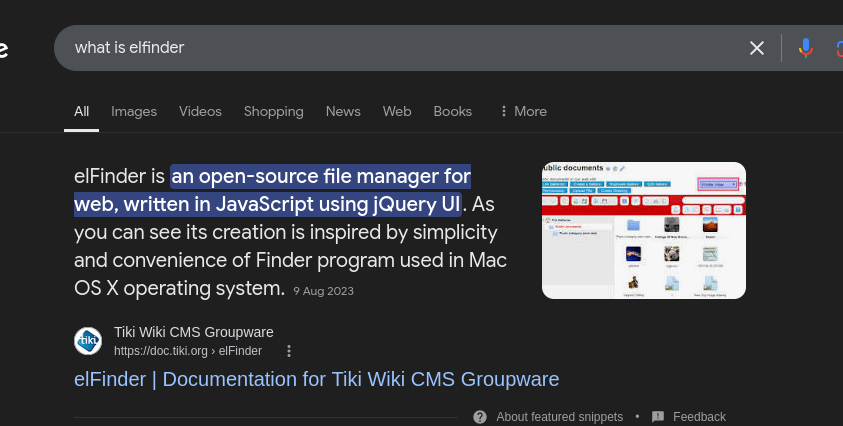 e
what is elfinder
All Images Videos Shopping News Web Books More
elFinder is an open-source file manager for
web, written in JavaScript using jQuery UI. As
you can see its creation is inspired by simplicity
and convenience of Finder program used in Mac
OS X operating system. 9 Aug 2023
ublic documents
tiki
Tiki Wiki CMS Groupware
https://doc.tiki.org › elFinder
elFinder | Documentation for Tiki Wiki CMS Groupware
About featured snippets • Feedback